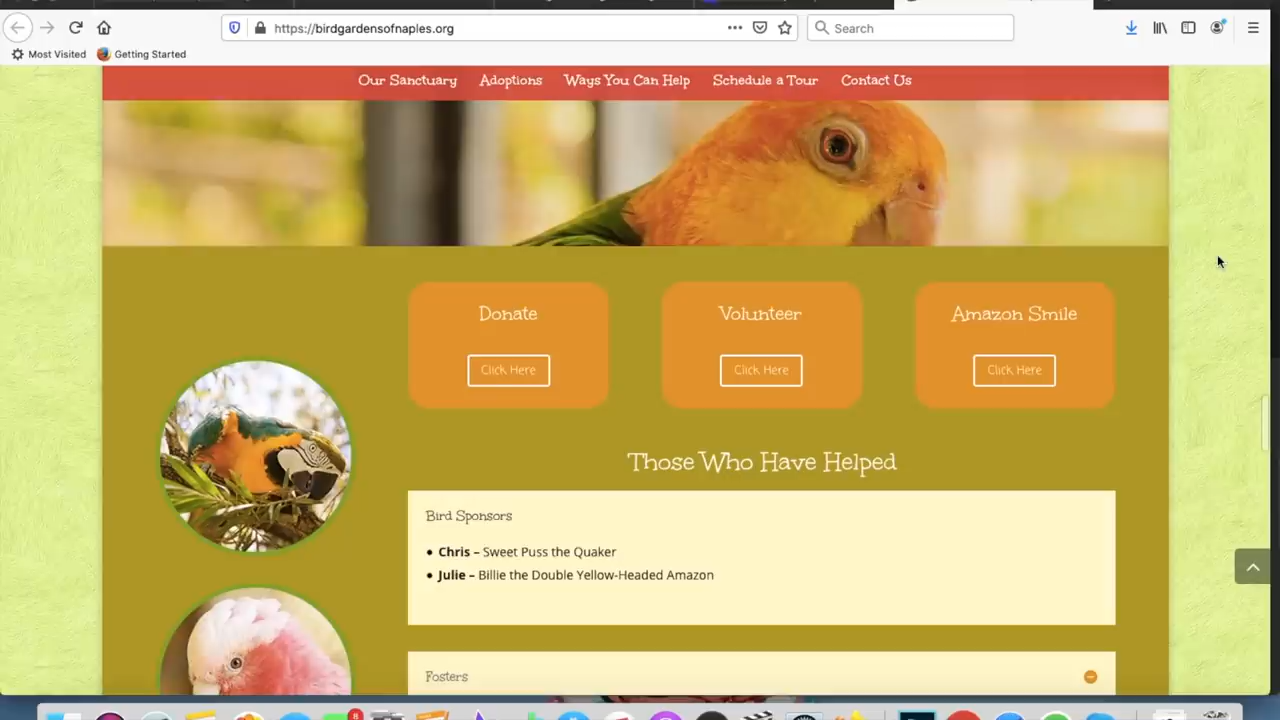 https://birdgardensofnaples.org
Search
Most Visited
Getting Started
Our Sanctuary
Adoptions
Ways You Can Help
Schedule a Tour
Contact Us
Donate
Click Here
Volunteer
Click Here
Amazon Smile
Click Here
Those Who Have Helped
Bird Sponsors
Chris – Sweet Puss the Quaker
Julie – Billie the Double Yellow-Headed Amazon
Fosters
8